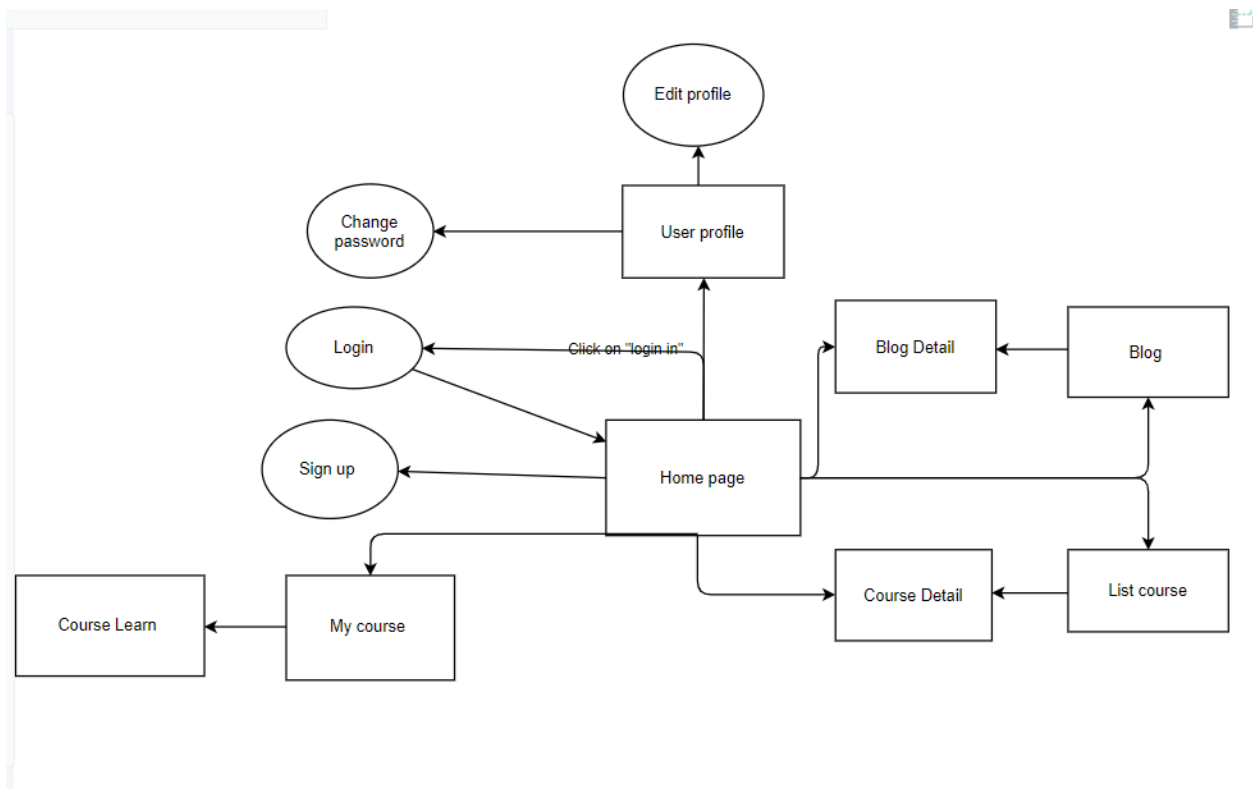 Edit profile
Change
password
User profile
Login
Click on "login in"
Blog Detail
Blog
Sign up
Home page
Course Learn
My course
Course Detail
List course